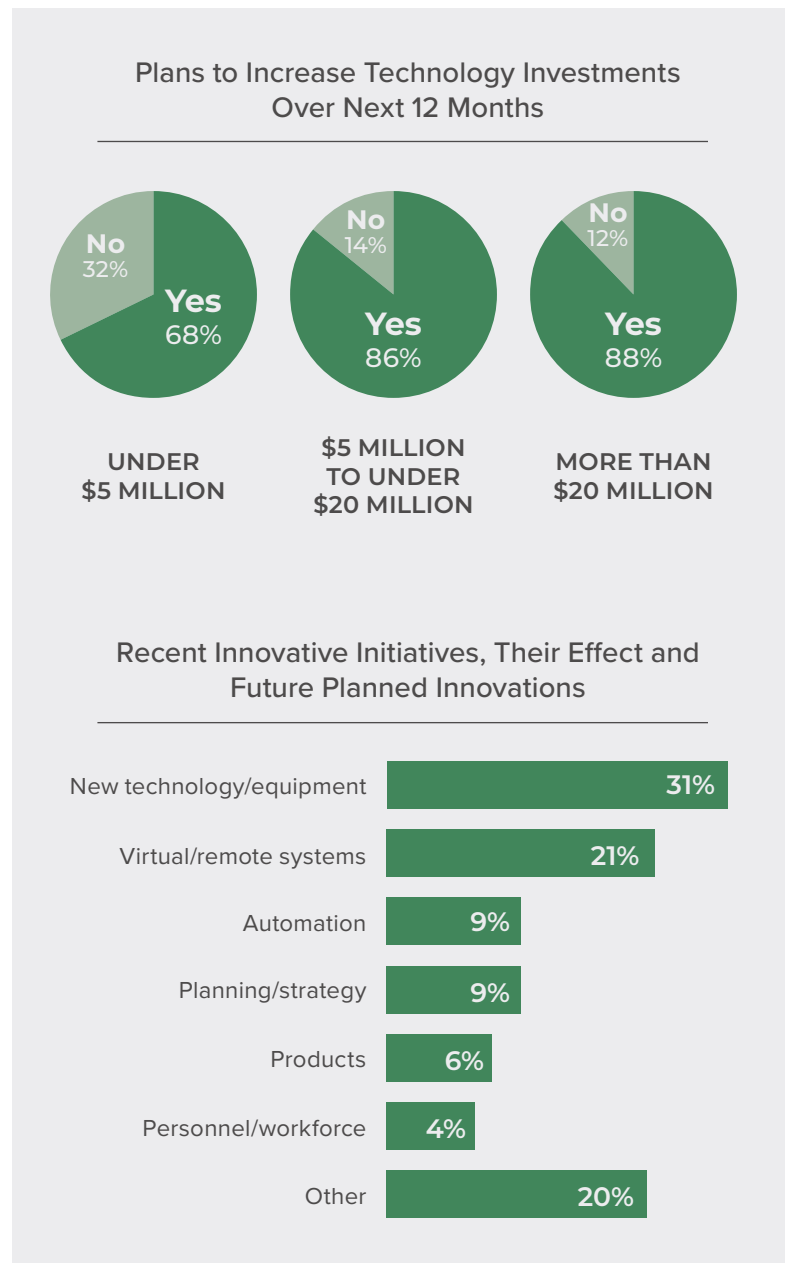 Plans to Increase Technology Investments
Over Next 12 Months
No
32%
Yes
68%
No
14%
Yes
86%
No
12%
Yes
88%
UNDER
$5 MILLION
$5 MILLION
TO UNDER
$20 MILLION
MORE THAN
$20 MILLION
Recent Innovative Initiatives, Their Effect and
Future Planned Innovations
New technology/equipment 31%
Virtual/remote systems 21%
Automation 9%
Planning/strategy 9%
Products 6%
Personnel/workforce 4%
Other 20%